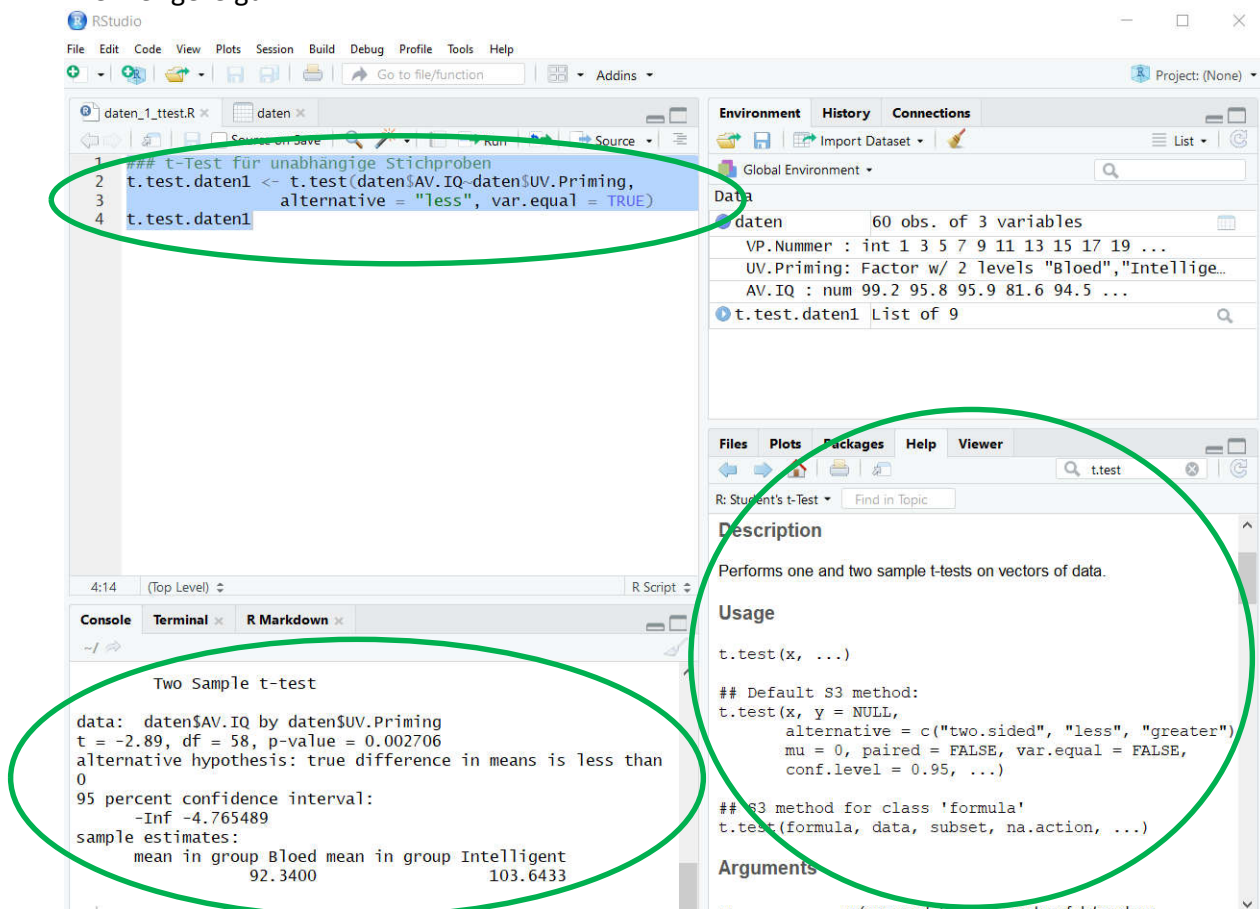 RStudio
File Edit Code View Plots Session Build Debug Profile Tools Help
Go to file/function Addins Project: (None)
daten_1_ttest.R daten
Source on Save Run Source
1 ### t-Test für unabhängige Stichproben
2 t.test.daten1 <- t.test(daten$AV.IQ~daten$UV.Priming,
3 alternative = "less", var.equal = TRUE)
4 t.test.daten1
4:14 (Top Level) R Script
Console Terminal R Markdown
~/
Two Sample t-test
data: daten$AV.IQ by daten$UV.Priming
t = -2.89, df = 58, p-value = 0.002706
alternative hypothesis: true difference in means is less than
0
95 percent confidence interval:
-Inf -4.765489
sample estimates:
mean in group Bloed mean in group Intelligent
92.3400 103.6433
Environment History Connections
Import Dataset List
Global Environment
Data
daten 60 obs. of 3 variables
VP.Nummer : int 1 3 5 7 9 11 13 15 17 19 ...
UV.Priming: Factor w/ 2 levels "Bloed","Intellige…
AV.IQ : num 99.2 95.8 95.9 81.6 94.5 ...
t.test.daten1 List of 9
Files Plots Packages Help Viewer
t.test
R: Student's t-Test Find in Topic
Description
Performs one and two sample t-tests on vectors of data.
Usage
t.test(x, ...)
## Default S3 method:
t.test(x, y = NULL,
alternative = c("two.sided", "less", "greater")
mu = 0, paired = FALSE, var.equal = FALSE,
conf.level = 0.95, ...)
## S3 method for class 'formula'
t.test(formula, data, subset, na.action, ...)
Arguments